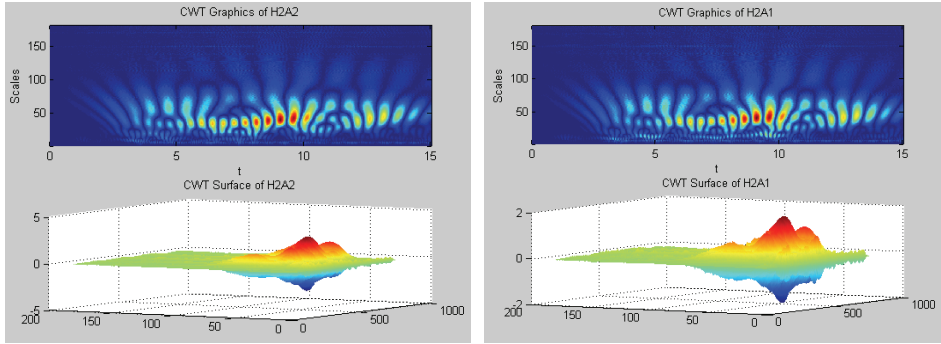 CWT Graphics of H2A2
150
100
50
Scales
0 5 10 15
t
CWT Surface of H2A2
5
0
-5
200 150 100 50 0 0 500 1000
CWT Graphics of H2A1
150
100
50
Scales
0 5 10 15
t
CWT Surface of H2A1
2
0
-2
200 150 100 50 0 0 500 1000